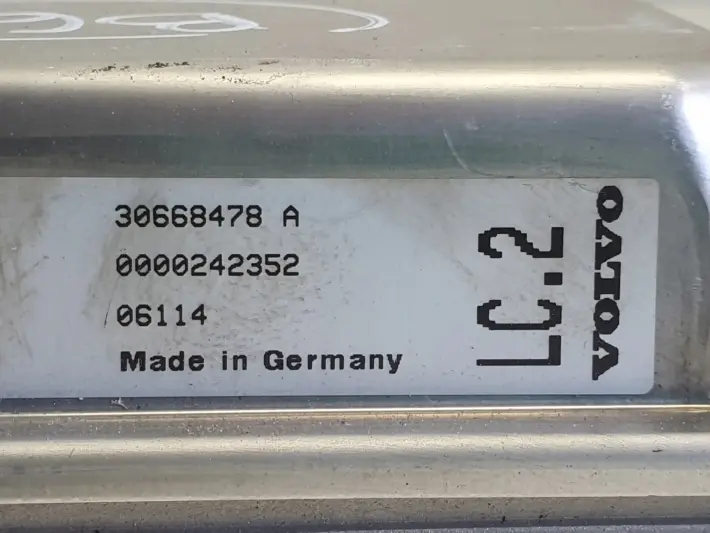 30668478 A
0000242352
06114
Made in Germany
LC.2
VOLVO